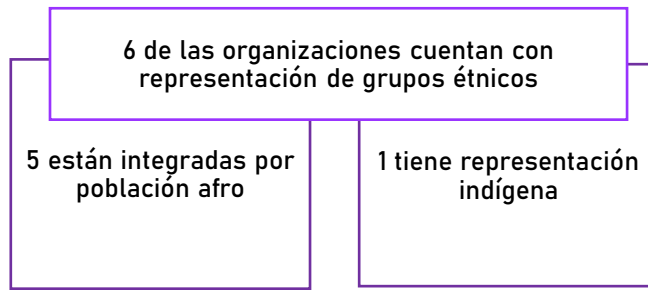 6 de las organizaciones cuentan con
representación de grupos étnicos
5 están integradas por
población afro
1 tiene representación
indígena